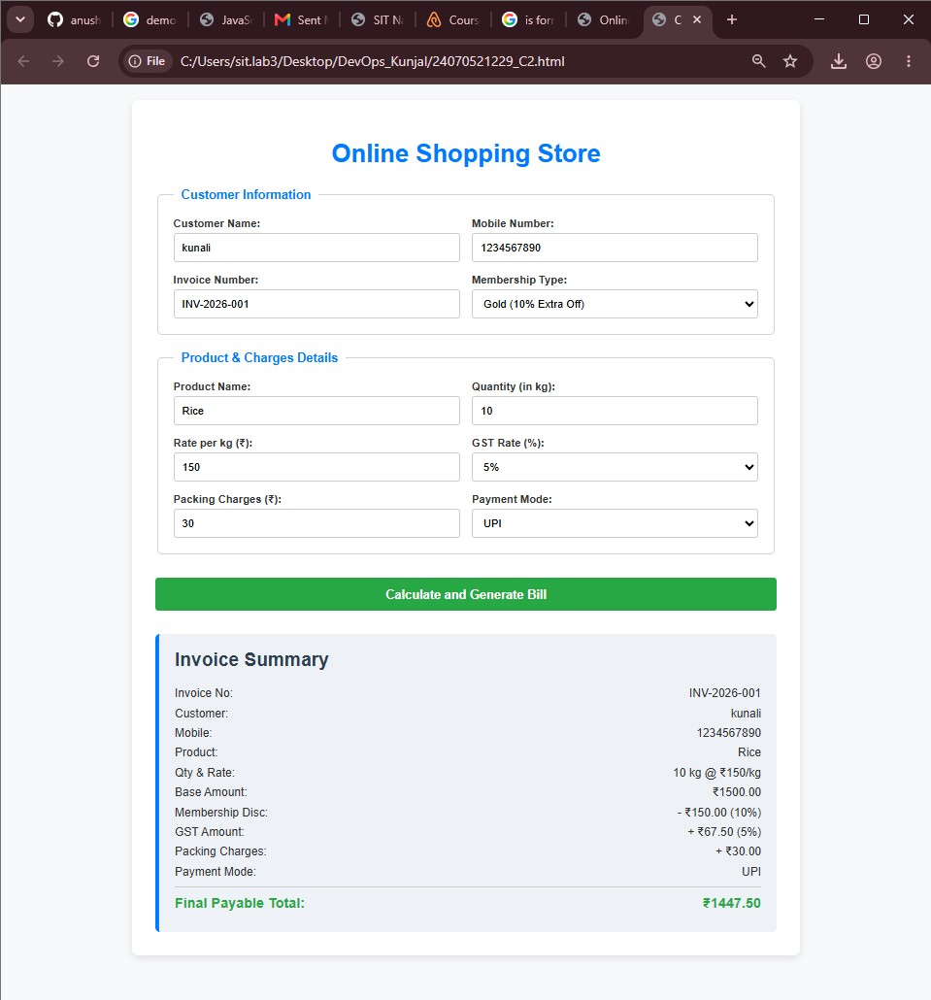 anush
demo
JavaSc
Sent
SIT Na
Cours
is forn
Online
C
File C:/Users/sit.lab3/Desktop/DevOps_Kunjal/24070521229_C2.html
Online Shopping Store
Customer Information
Customer Name: Mobile Number:
kunali 1234567890
Invoice Number: Membership Type:
INV-2026-001 Gold (10% Extra Off)
Product & Charges Details
Product Name: Quantity (in kg):
Rice 10
Rate per kg (₹): GST Rate (%):
150 5%
Packing Charges (₹): Payment Mode:
30 UPI
Calculate and Generate Bill
Invoice Summary
Invoice No: INV-2026-001
Customer: kunali
Mobile: 1234567890
Product: Rice
Qty & Rate: 10 kg @ ₹150/kg
Base Amount: ₹1500.00
Membership Disc: - ₹150.00 (10%)
GST Amount: + ₹67.50 (5%)
Packing Charges: + ₹30.00
Payment Mode: UPI
Final Payable Total: ₹1447.50